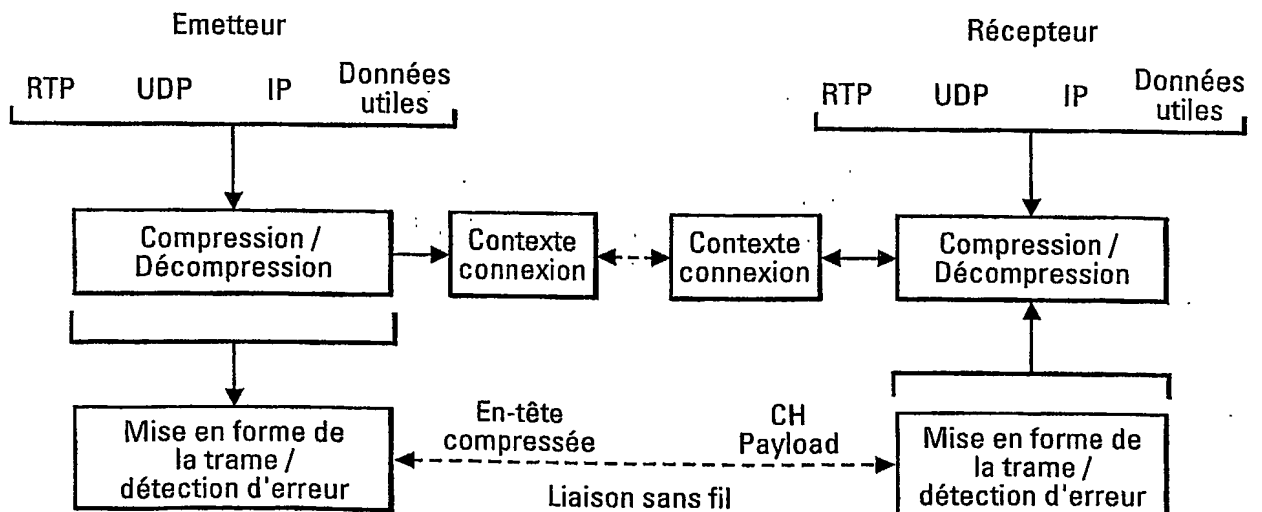 Emetteur
Récepteur
RTP UDP IP Données utiles
RTP UDP IP Données utiles
Compression /
Décompression
Contexte
connexion
Contexte
connexion
Compression /
Décompression
Mise en forme de
la trame /
détection d'erreur
En-tête
compressée
CH
Payload
Liaison sans fil
Mise en forme de
la trame /
détection d'erreur